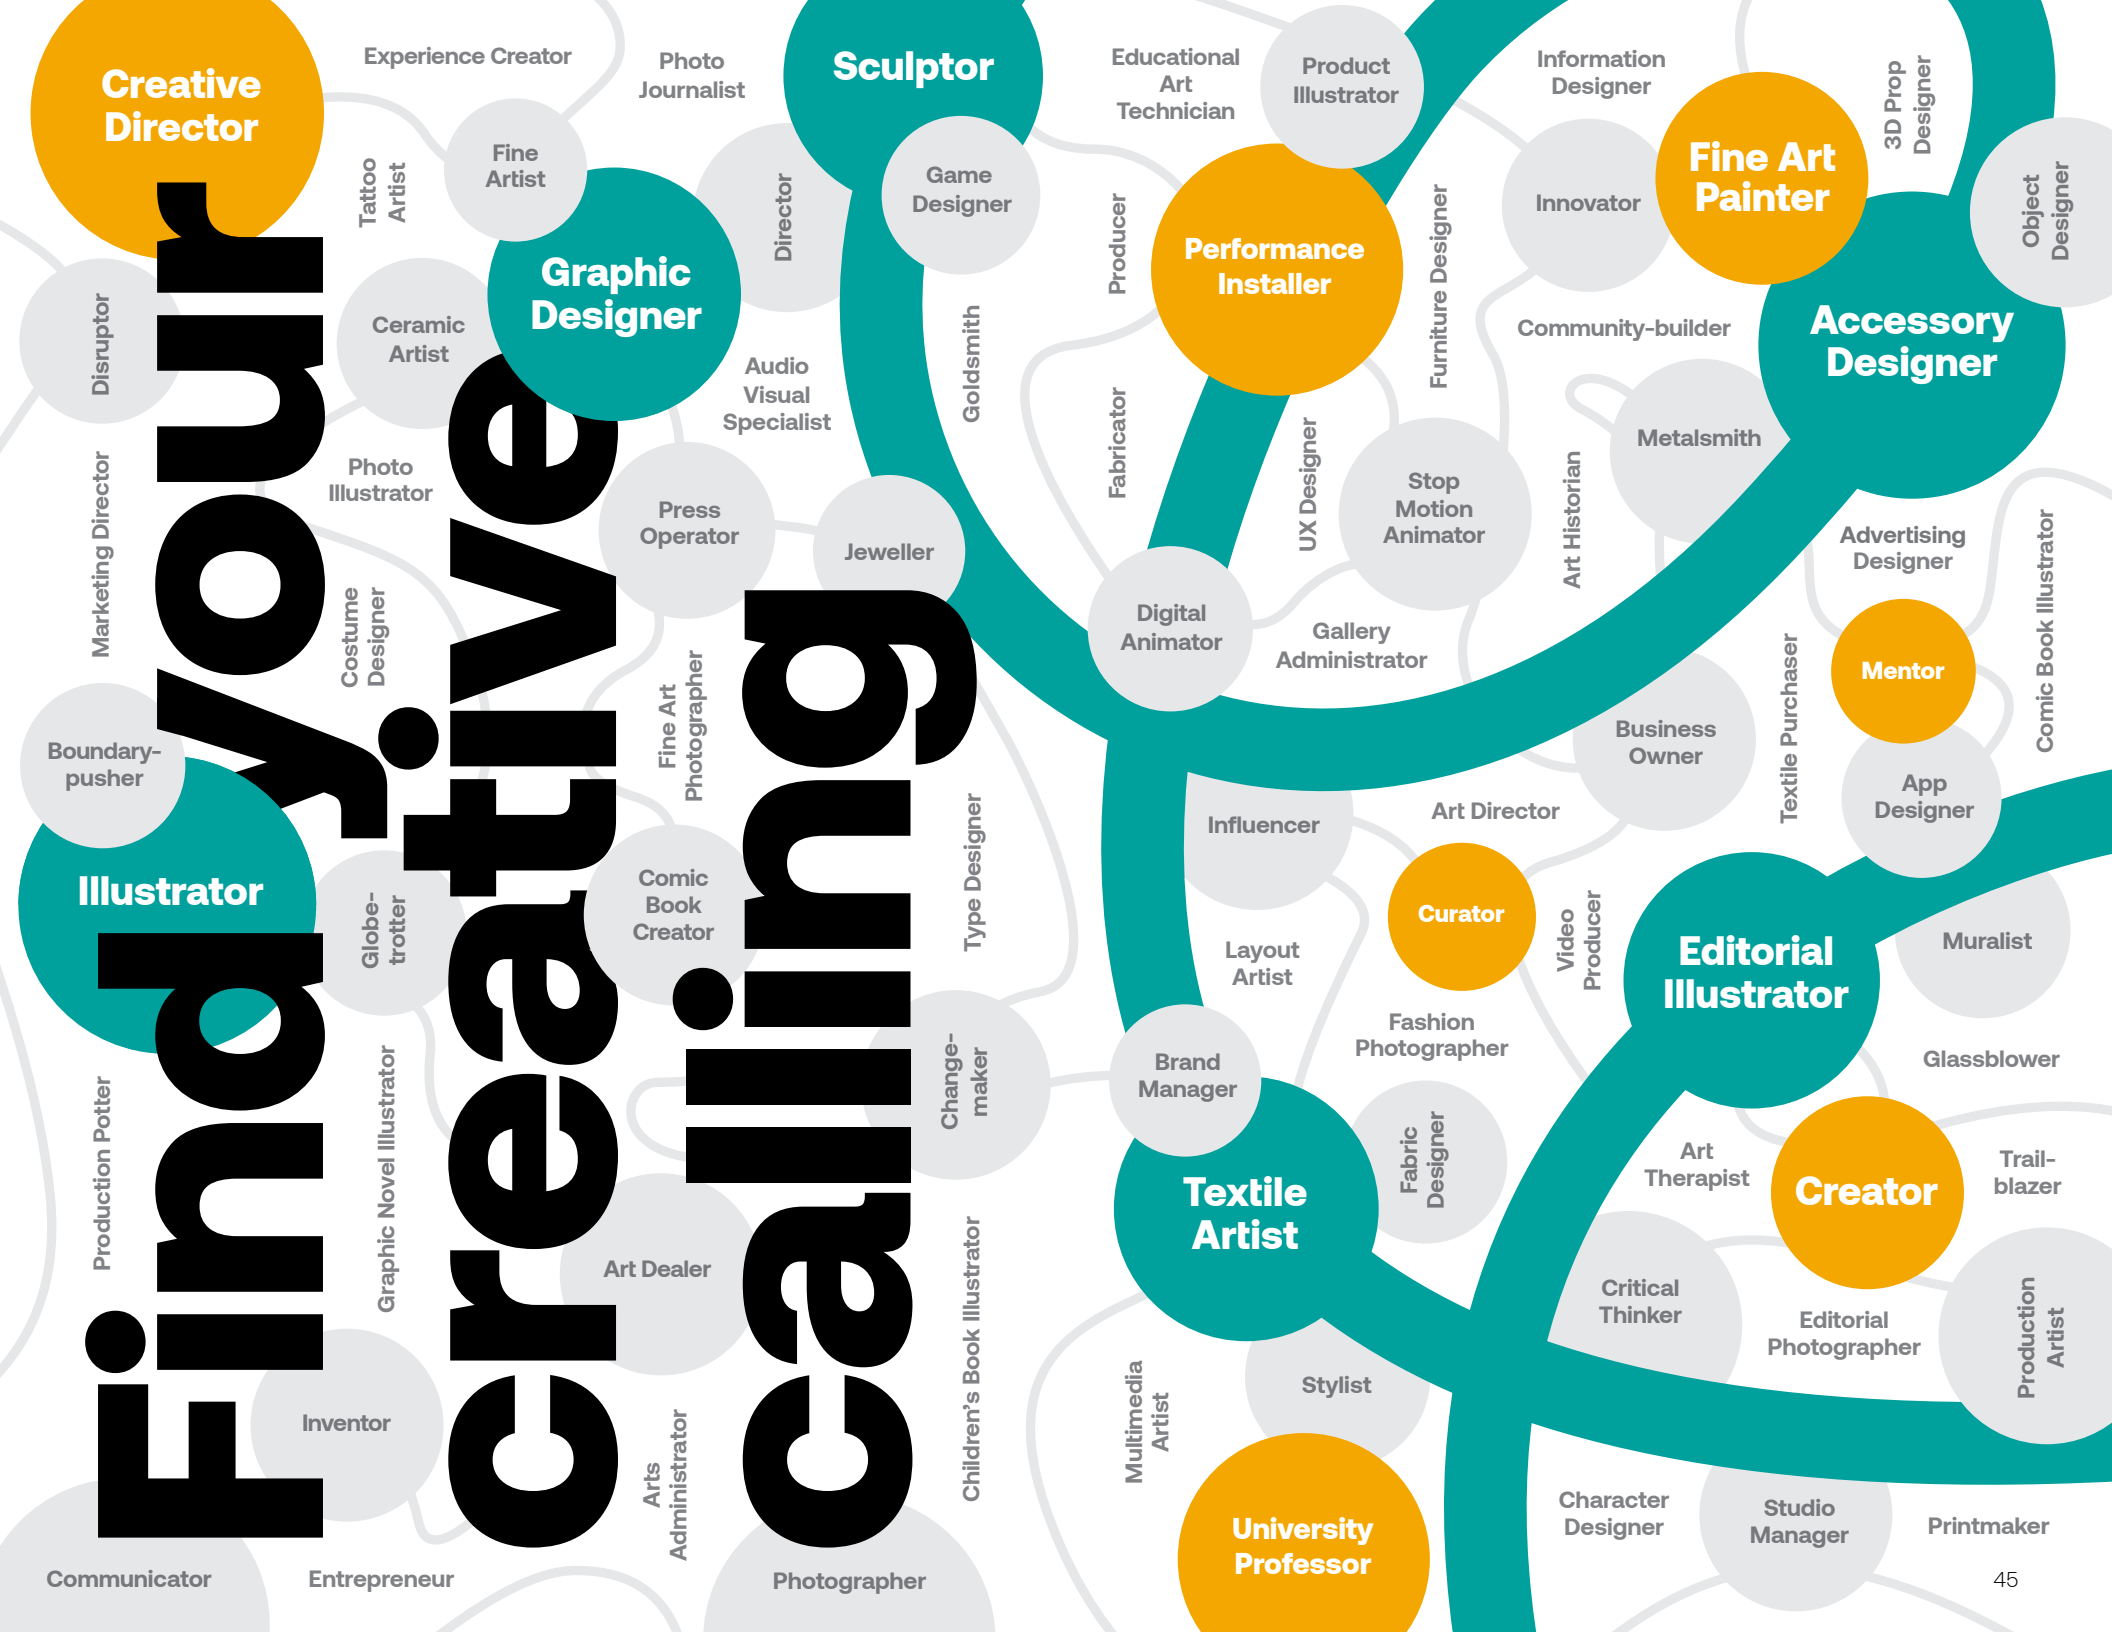 Find your
creative
calling
Creative
Director
Experience Creator
Photo
Journalist
Sculptor
Educational
Art
Technician
Product
Illustrator
Information
Designer
Fine Art
Painter
3D Prop
Designer
Object
Designer
Tattoo
Artist
Fine
Artist
Director
Game
Designer
Producer
Performance
Installer
Furniture Designer
Innovator
Accessory
Designer
Disruptor
Ceramic
Artist
Graphic
Designer
Audio
Visual
Specialist
Goldsmith
Fabricator
UX Designer
Community-builder
Metalsmith
Marketing Director
Photo
Illustrator
Press
Operator
Jeweller
Stop
Motion
Animator
Art Historian
Advertising
Designer
Comic Book Illustrator
Costume
Designer
Fine Art
Photographer
Digital
Animator
Gallery
Administrator
Textile Purchaser
Mentor
Boundary-
pusher
Business
Owner
App
Designer
Illustrator
Globe-
trotter
Comic
Book
Creator
Type Designer
Influencer
Art Director
Curator
Video
Producer
Editorial
Illustrator
Muralist
Layout
Artist
Fashion
Photographer
Glassblower
Production Potter
Graphic Novel Illustrator
Change-
maker
Brand
Manager
Textile
Artist
Fabric
Designer
Art
Therapist
Creator
Trail-
blazer
Art Dealer
Children’s Book Illustrator
Critical
Thinker
Editorial
Photographer
Production
Artist
Inventor
Arts
Administrator
Multimedia
Artist
Stylist
University
Professor
Character
Designer
Studio
Manager
Printmaker
Communicator
Entrepreneur
Photographer
45